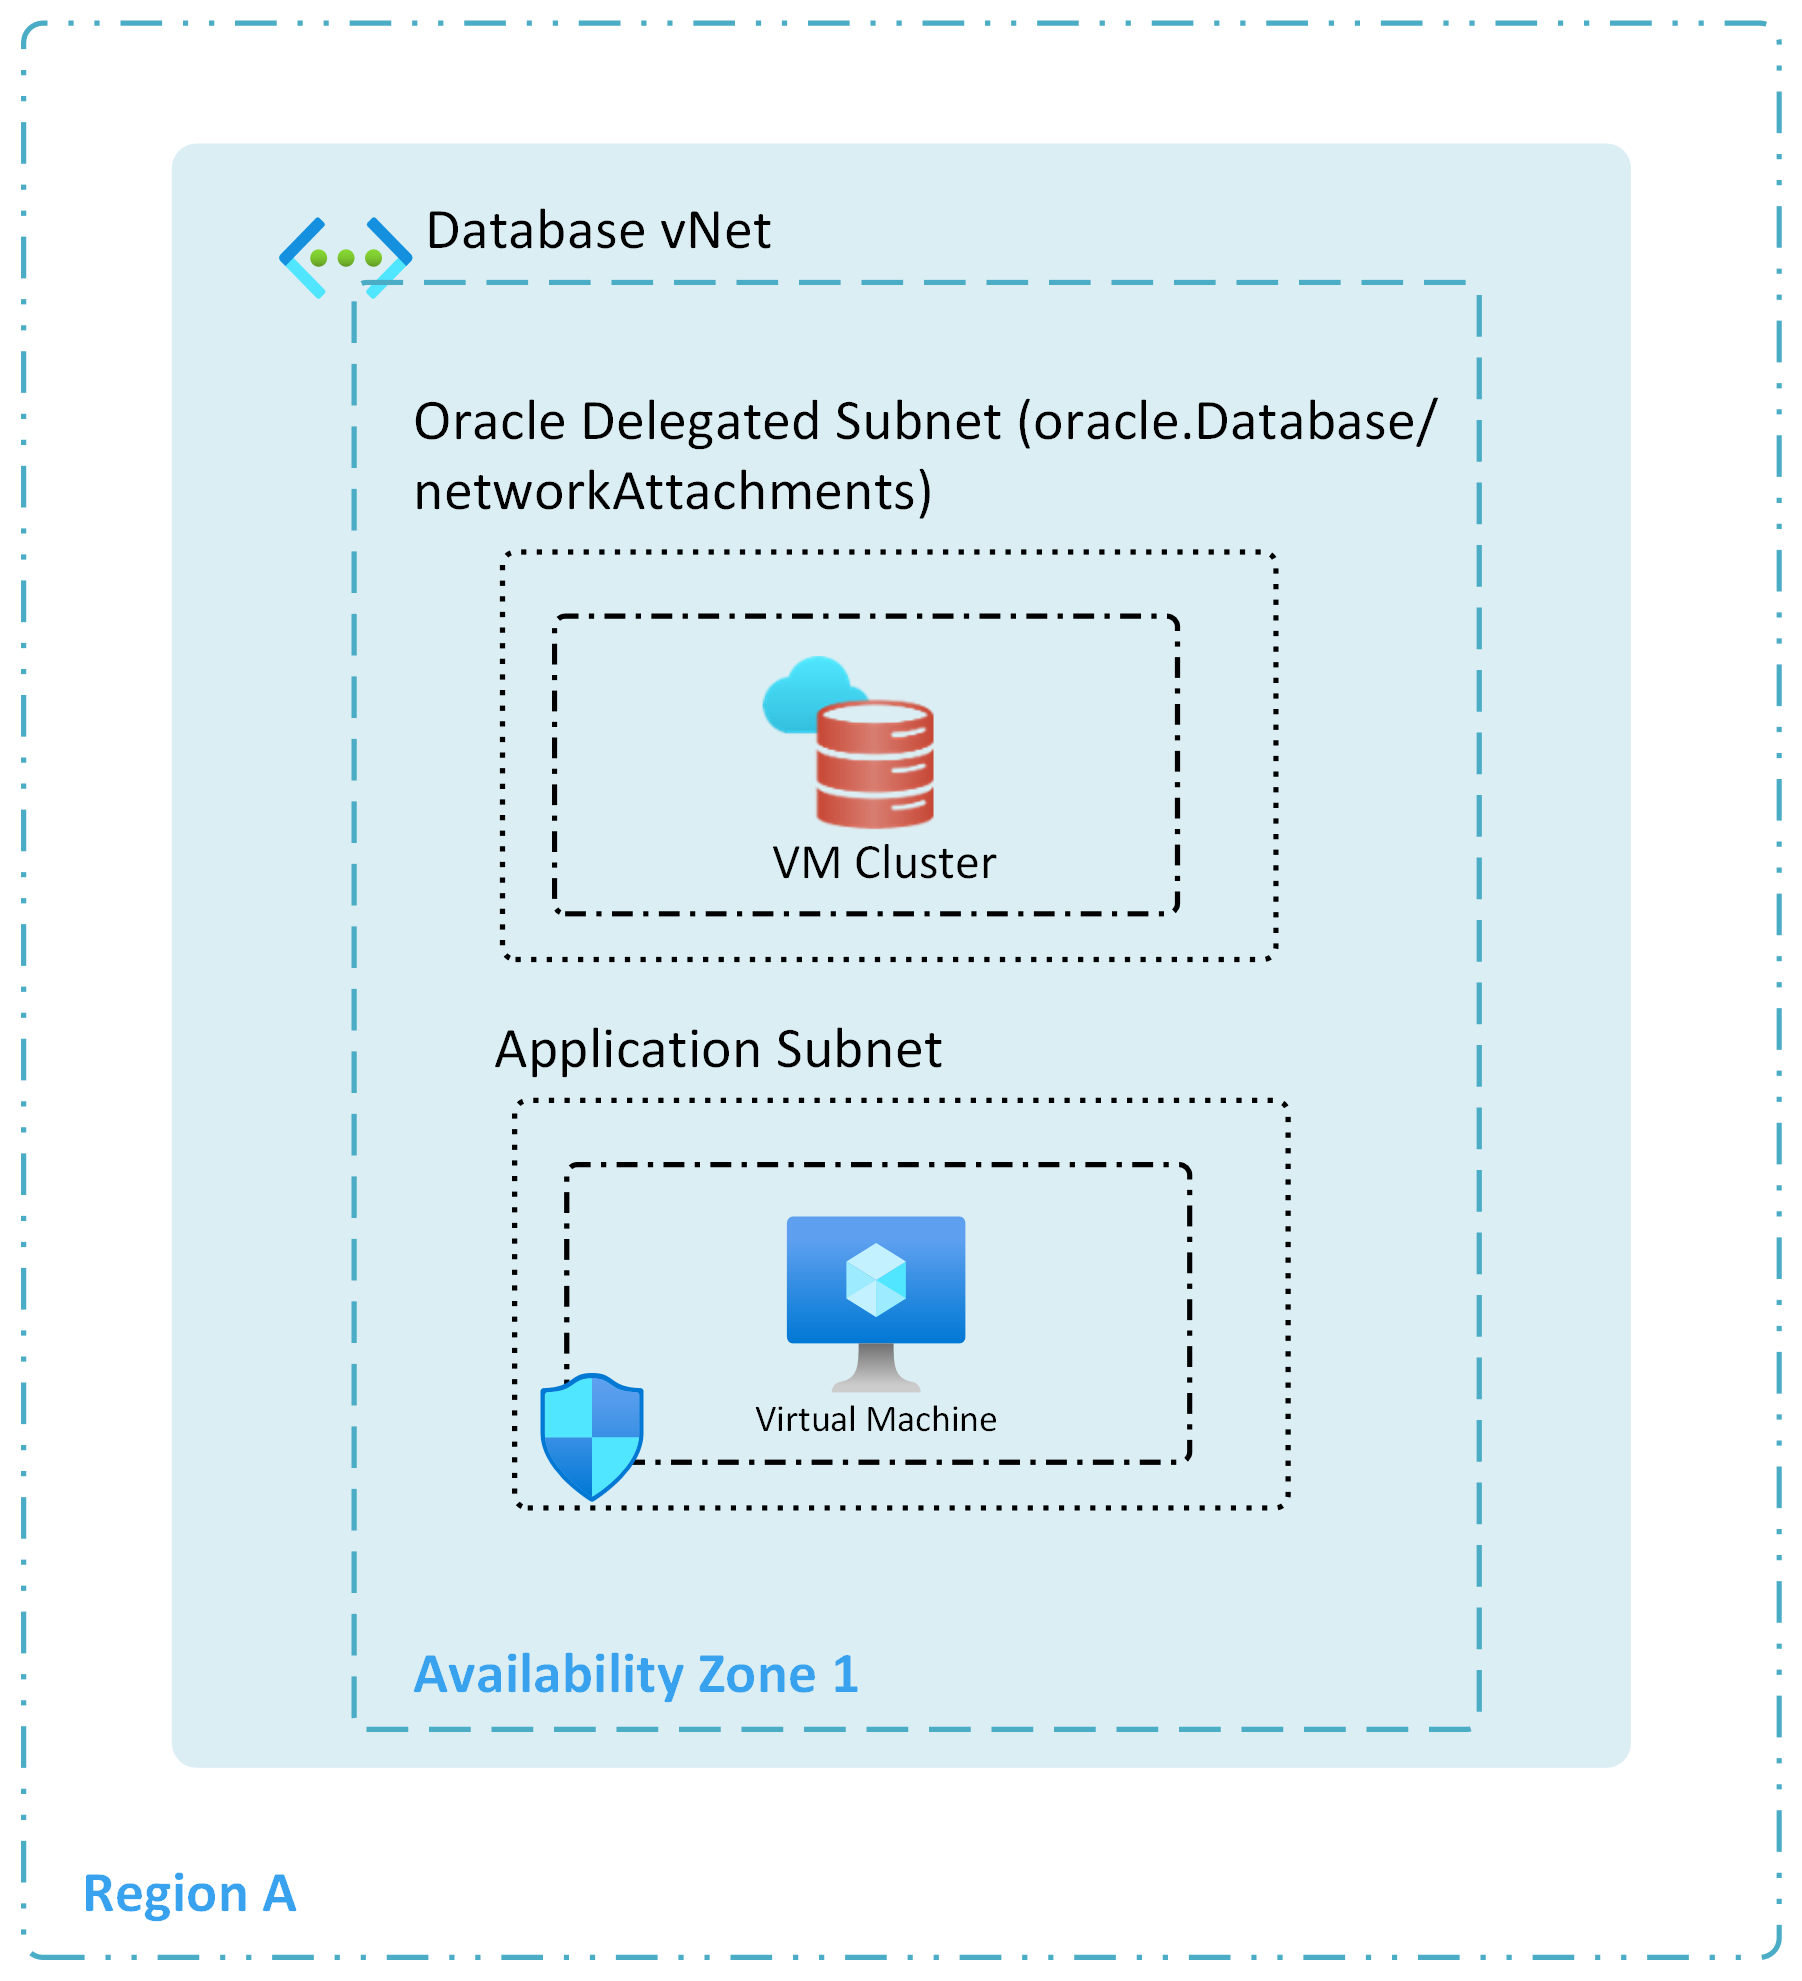 Database vNet
Oracle Delegated Subnet (oracle.Database/
networkAttachments)
VM Cluster
Application Subnet
Virtual Machine
Availability Zone 1
Region A